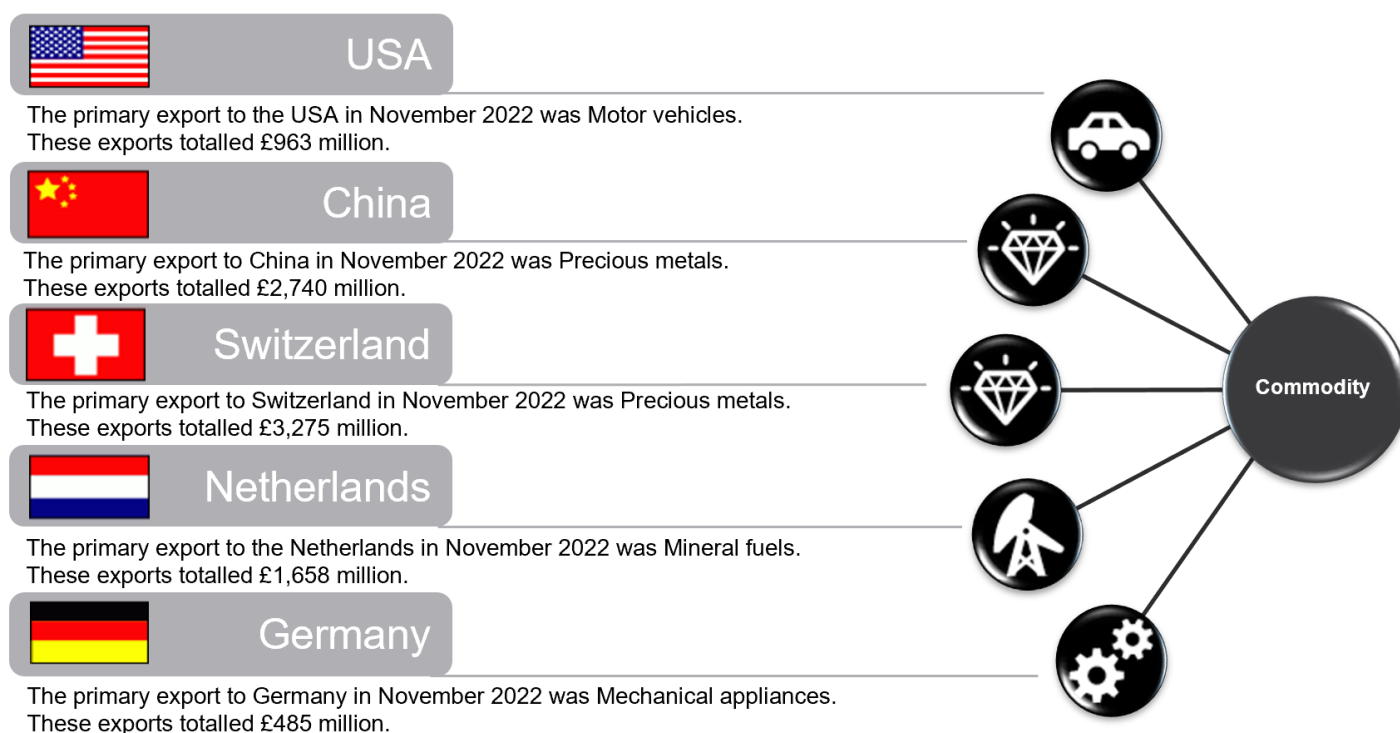 USA
The primary export to the USA in November 2022 was Motor vehicles.
These exports totalled £963 million.
China
The primary export to China in November 2022 was Precious metals.
These exports totalled £2,740 million.
Switzerland
The primary export to Switzerland in November 2022 was Precious metals.
These exports totalled £3,275 million.
Commodity
Netherlands
The primary export to the Netherlands in November 2022 was Mineral fuels.
These exports totalled £1,658 million.
Germany
The primary export to Germany in November 2022 was Mechanical appliances.
These exports totalled £485 million.